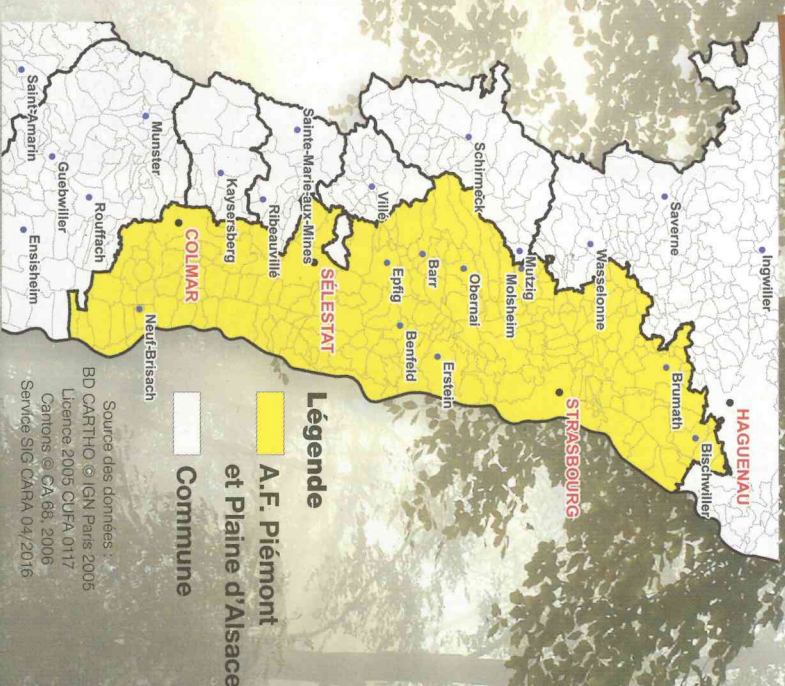 Ingwiller
HAGUENAU
Saverne
Bischwiller
Brumath
Wasselonne
STRASBOURG
Mutzig
Molsheim
Schirmeck
Obernai
Erstein
Barr
Benfeld
Epfig
Villé
SÉLESTAT
Sainte-Marie-aux-Mines
Ribeauvillé
Kaysersberg
COLMAR
Neuf-Brisach
Munster
Rouffach
Guebwiller
Saint-Amarin
Ensisheim
Légende
A.F. Piémont
et Plaine d'Alsace
Commune
Source des données :
BD CARTHO © IGN Paris 2005
Licence 2005 CUFA 0117
Cantons © CA 68, 2006
Service SIG CARA 04/2016